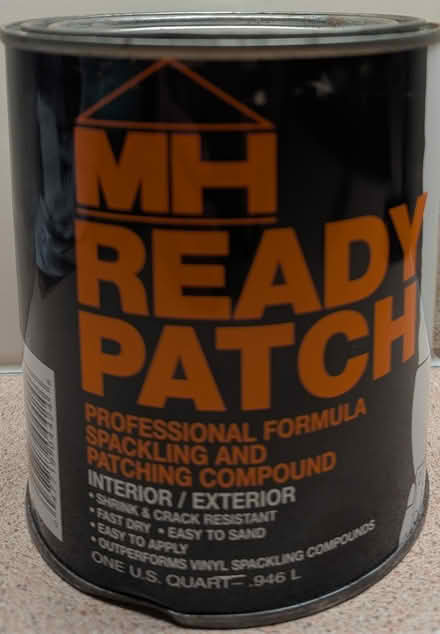 MH
READY
PATCH
PROFESSIONAL FORMULA
SPACKLING AND
PATCHING COMPOUND
INTERIOR / EXTERIOR
• SHRINK & CRACK RESISTANT
• FAST DRY • EASY TO SAND
• EASY TO APPLY
• OUTPERFORMS VINYL SPACKLING COMPOUNDS
ONE U.S. QUART– .946 L